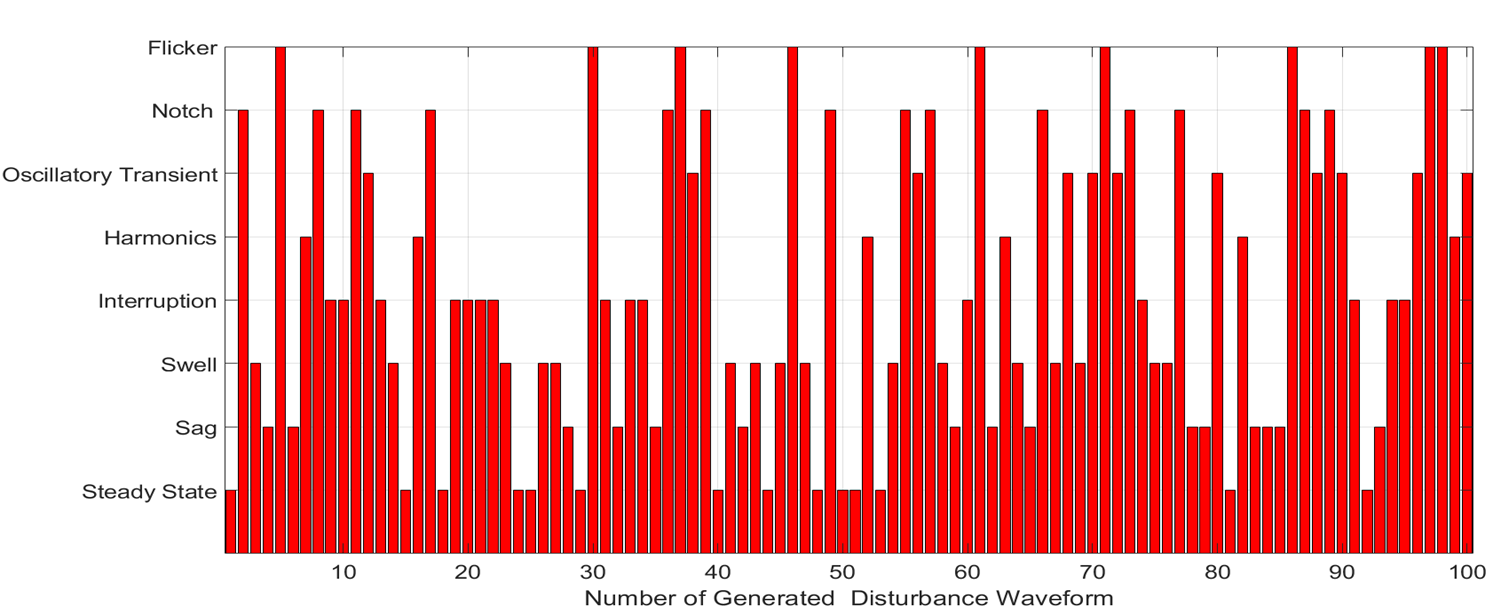 Flicker
Notch
Oscillatory Transient
Harmonics
Interruption
Swell
Sag
Steady State
10 20 30 40 50 60 70 80 90 100
Number of Generated  Disturbance Waveform